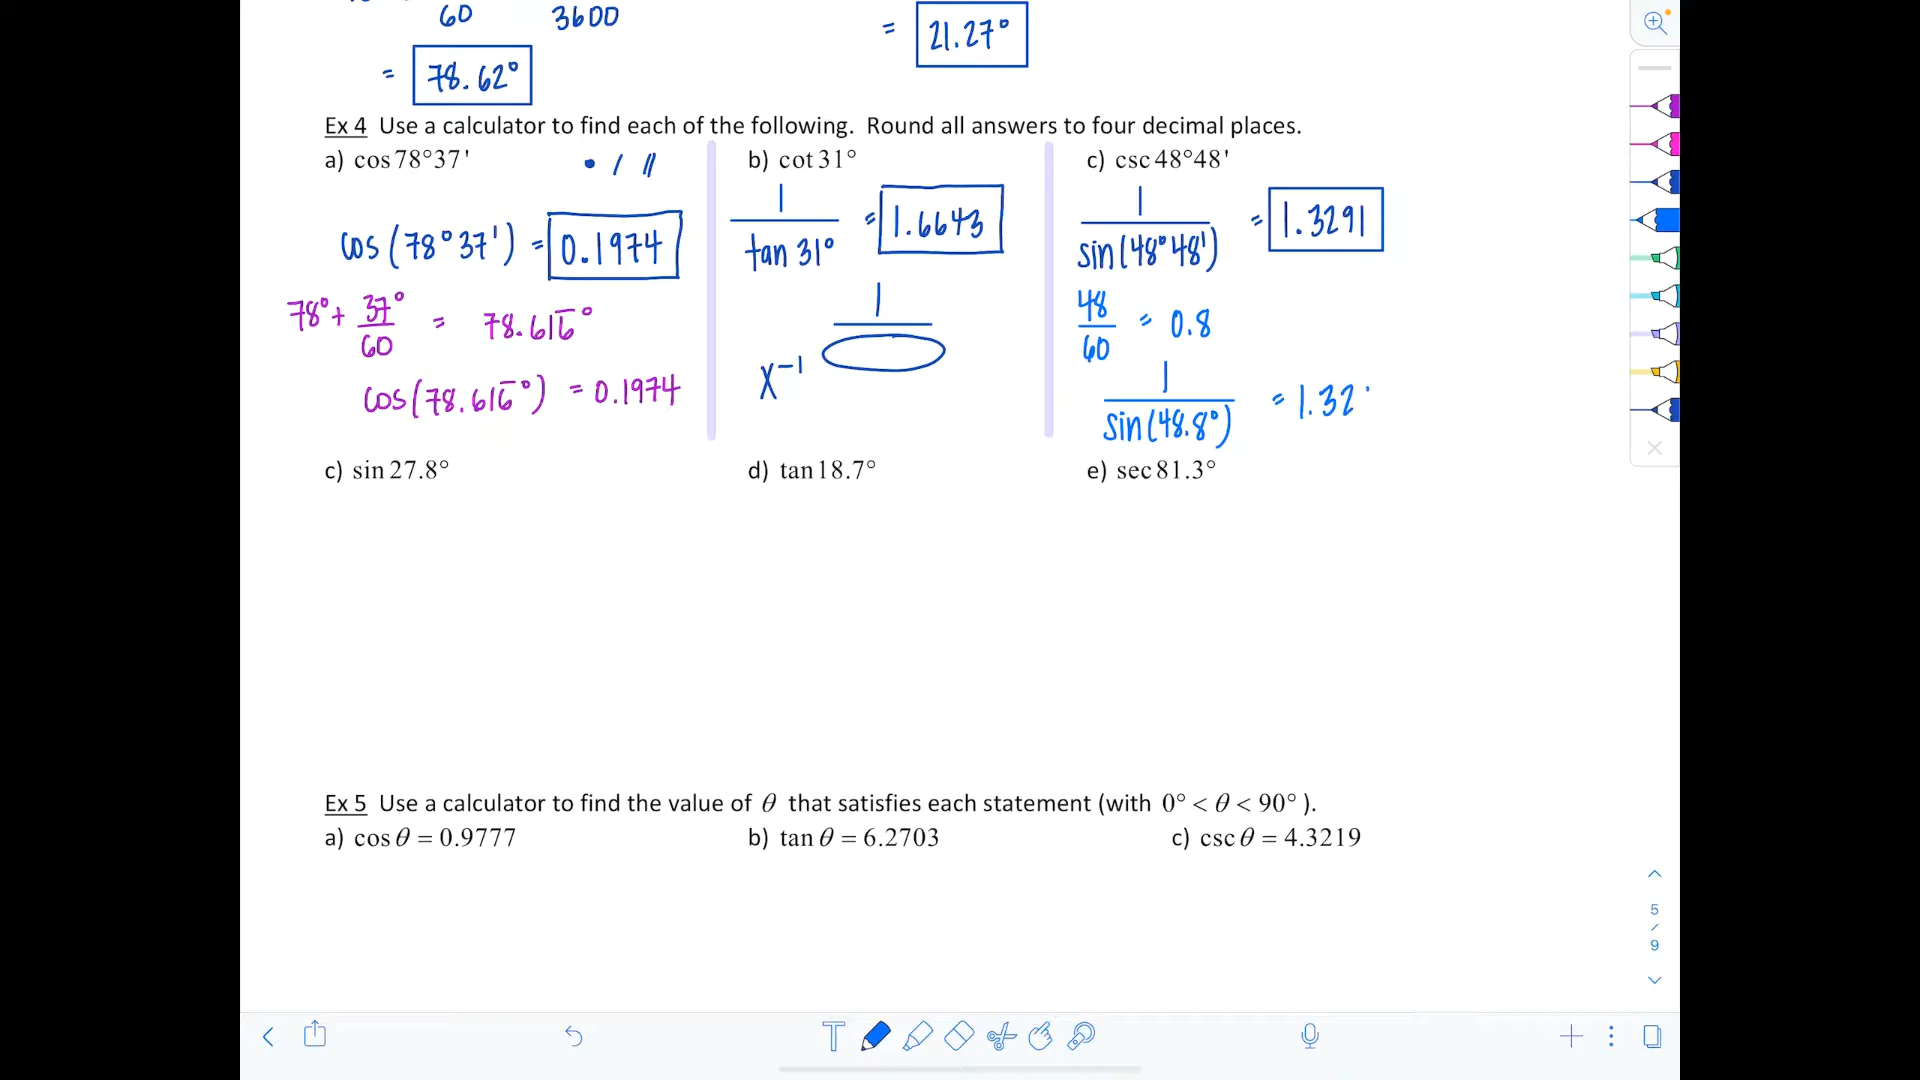 60 3600
= 21.27°
= 78.62°
Ex 4 Use a calculator to find each of the following. Round all answers to four decimal places.
a) cos 78°37' ° ' "
cos (78°37') = 0.1974
78° + 37°/60 = 78.616̅°
cos(78.616̅°) = 0.1974
b) cot 31°
1/tan 31° = 1.6643
1
x⁻¹
c) csc 48°48'
1/sin(48°48') = 1.3291
48/60 = 0.8
1/sin(48.8°) = 1.32
c) sin 27.8°
d) tan 18.7°
e) sec 81.3°
Ex 5 Use a calculator to find the value of θ that satisfies each statement (with 0° < θ < 90°).
a) cos θ = 0.9777
b) tan θ = 6.2703
c) csc θ = 4.3219
5
/
9
T